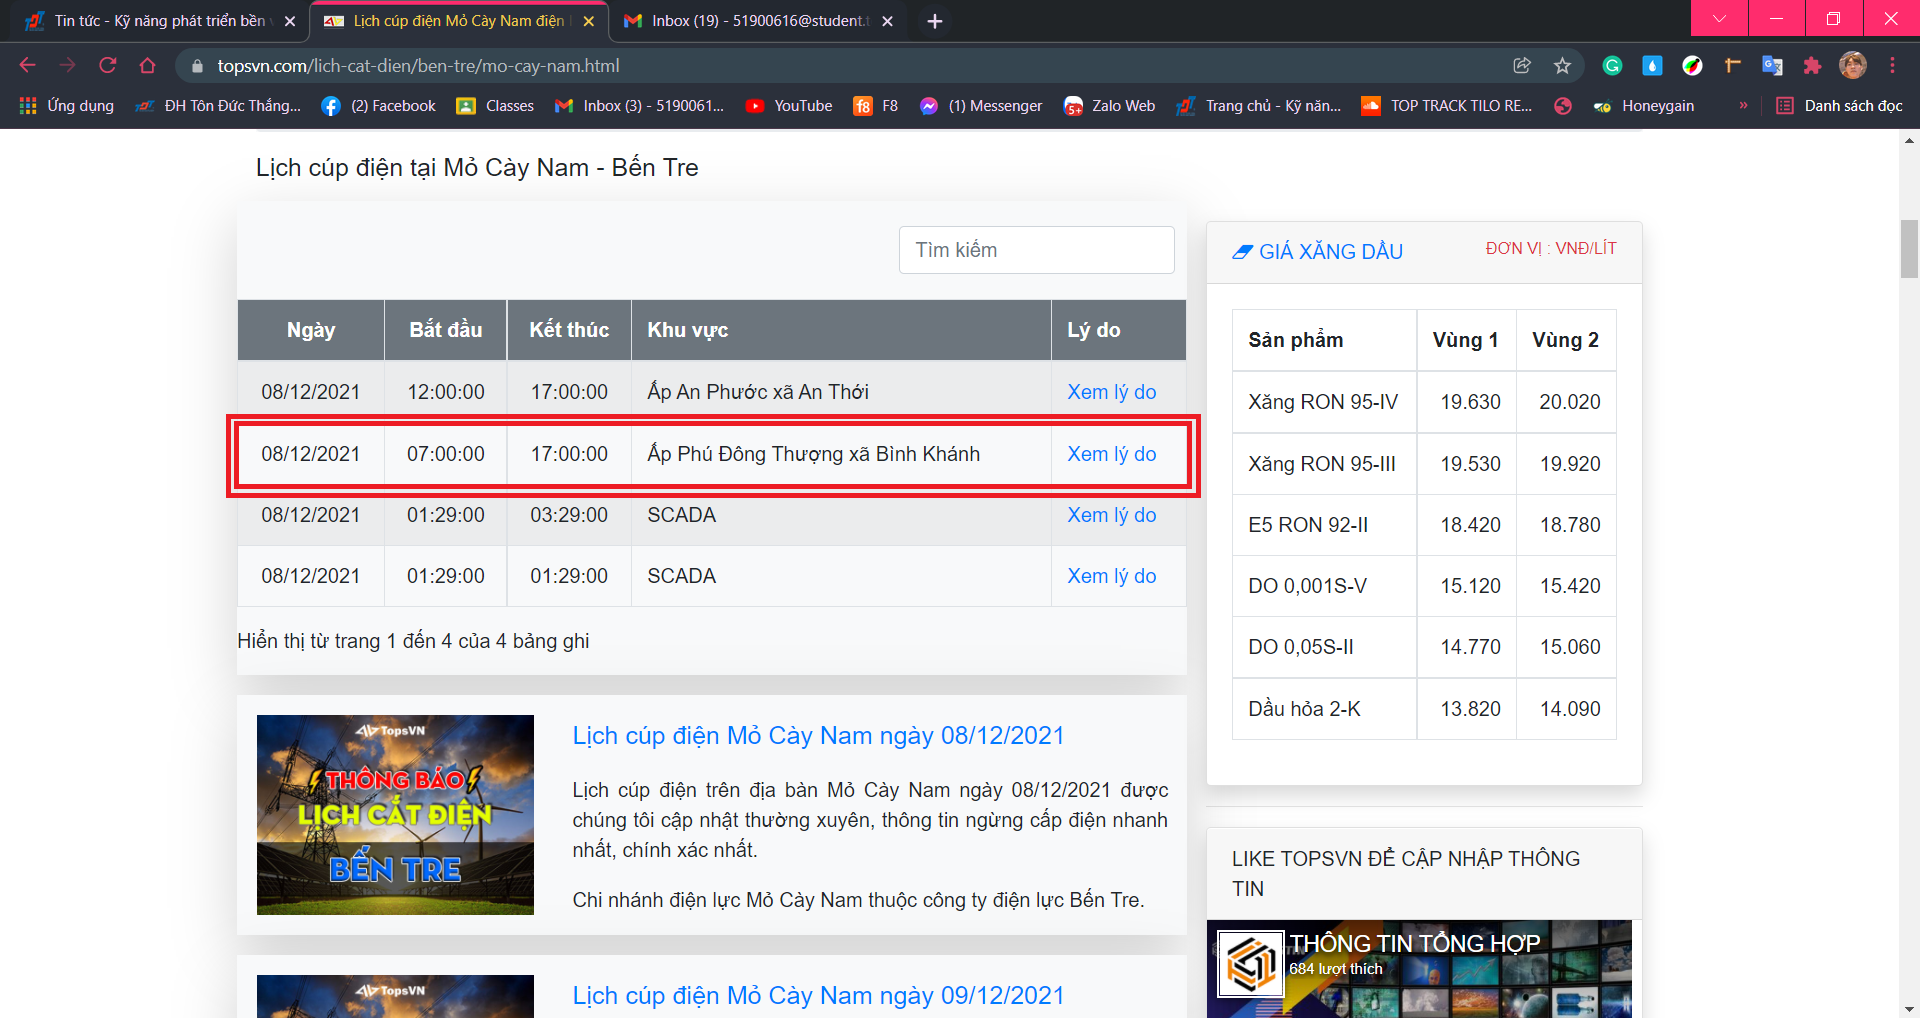 Tin tức - Kỹ năng phát triển bền v
Lịch cúp điện Mỏ Cày Nam điện
Inbox (19) - 51900616@student.t
topsvn.com/lich-cat-dien/ben-tre/mo-cay-nam.html
Ứng dụng
ĐH Tôn Đức Thắng...
(2) Facebook
Classes
Inbox (3) - 5190061...
YouTube
F8
(1) Messenger
Zalo Web
Trang chủ - Kỹ năn...
TOP TRACK TILO RE...
Honeygain
»
Danh sách đọc
Lịch cúp điện tại Mỏ Cày Nam - Bến Tre
Tìm kiếm
Ngày Bắt đầu Kết thúc Khu vực Lý do
08/12/2021 12:00:00 17:00:00 Ấp An Phước xã An Thới Xem lý do
08/12/2021 07:00:00 17:00:00 Ấp Phú Đông Thượng xã Bình Khánh Xem lý do
08/12/2021 01:29:00 03:29:00 SCADA Xem lý do
08/12/2021 01:29:00 01:29:00 SCADA Xem lý do
Hiển thị từ trang 1 đến 4 của 4 bảng ghi
GIÁ XĂNG DẦU ĐƠN VỊ : VNĐ/LÍT
Sản phẩm Vùng 1 Vùng 2
Xăng RON 95-IV 19.630 20.020
Xăng RON 95-III 19.530 19.920
E5 RON 92-II 18.420 18.780
DO 0,001S-V 15.120 15.420
DO 0,05S-II 14.770 15.060
Dầu hỏa 2-K 13.820 14.090
TopsVN
THÔNG BÁO
LỊCH CẮT ĐIỆN
BẾN TRE
Lịch cúp điện Mỏ Cày Nam ngày 08/12/2021
Lịch cúp điện trên địa bàn Mỏ Cày Nam ngày 08/12/2021 được
chúng tôi cập nhật thường xuyên, thông tin ngừng cấp điện nhanh
nhất, chính xác nhất.
Chi nhánh điện lực Mỏ Cày Nam thuộc công ty điện lực Bến Tre.
LIKE TOPSVN ĐỂ CẬP NHẬP THÔNG
TIN
THÔNG TIN TỔNG HỢP
684 lượt thích
TopsVN
Lịch cúp điện Mỏ Cày Nam ngày 09/12/2021